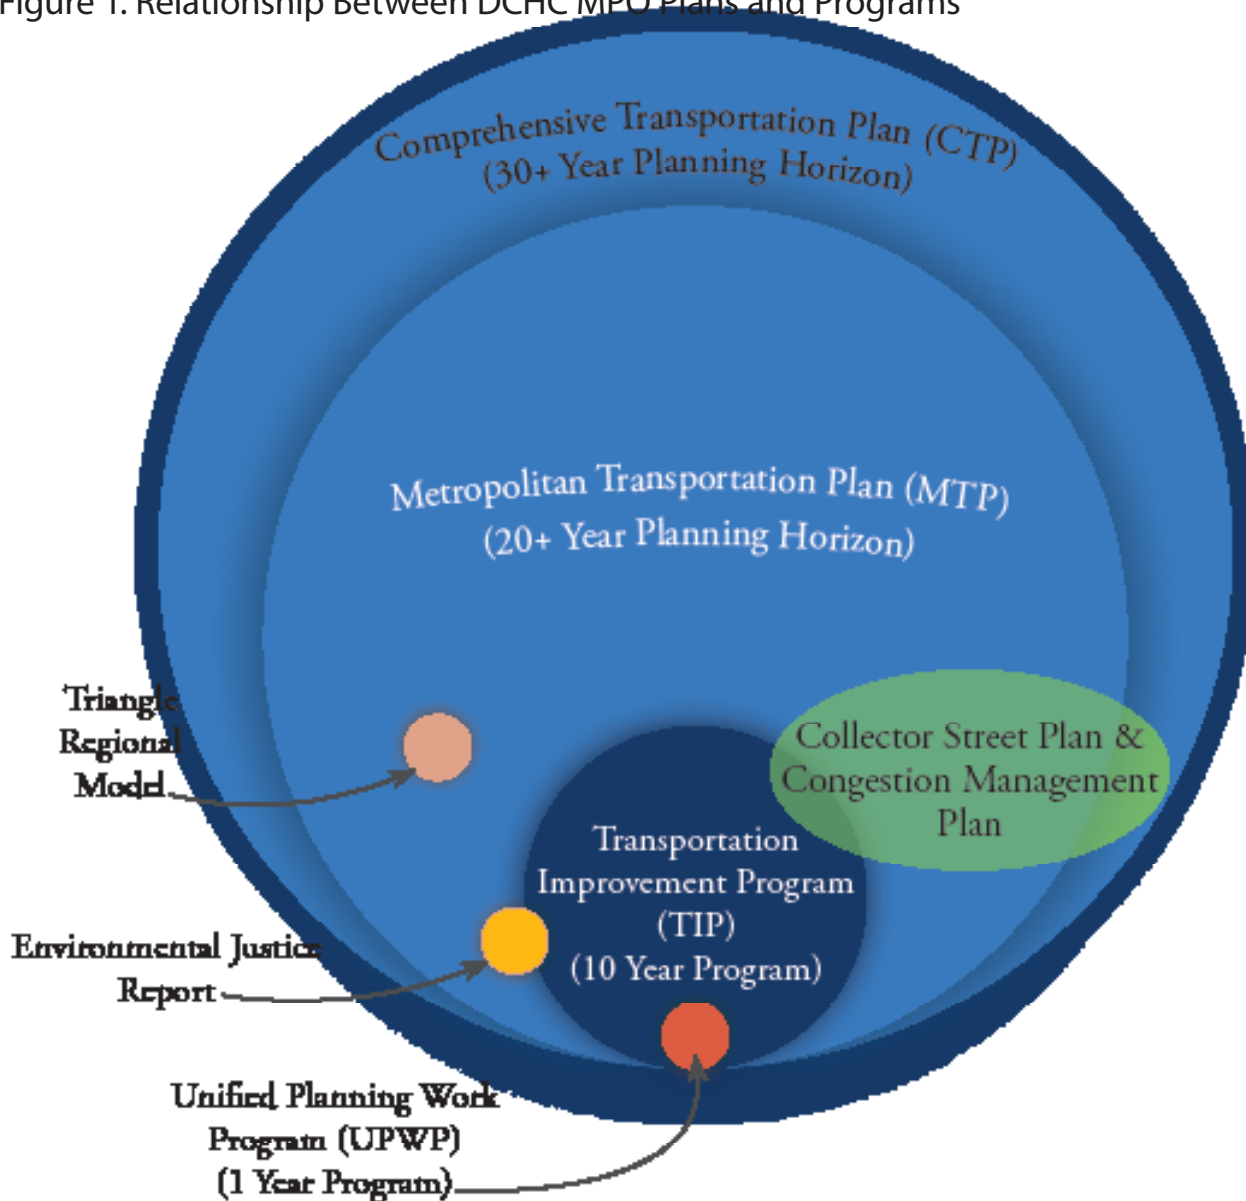 Figure 1. Relationship Between DCHC MPO Plans and Programs
Comprehensive Transportation Plan (CTP)
(30+ Year Planning Horizon)
Metropolitan Transportation Plan (MTP)
(20+ Year Planning Horizon)
Triangle
Regional
Model
Collector Street Plan &
Congestion Management
Plan
Transportation
Improvement Program
(TIP)
(10 Year Program)
Environmental Justice
Report
Unified Planning Work
Program (UPWP)
(1 Year Program)